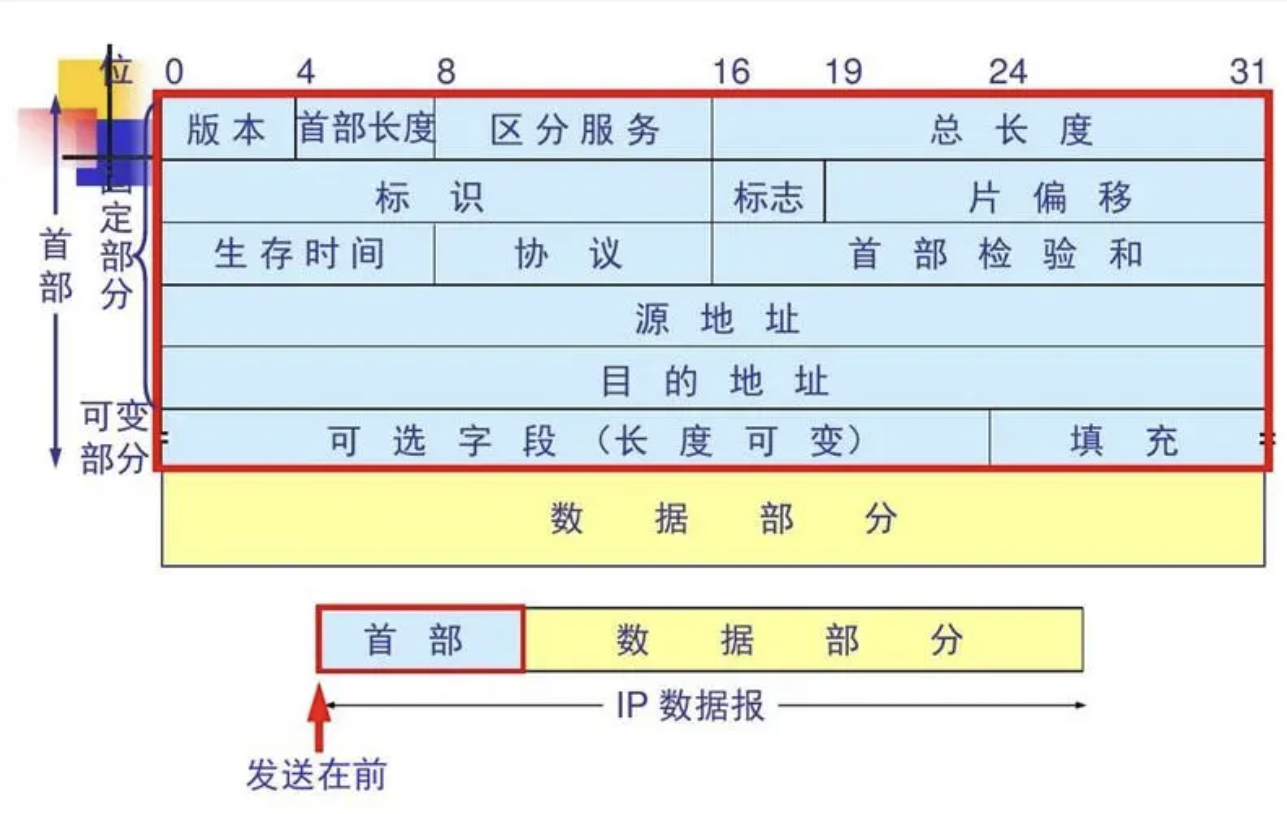 位 0 4 8 16 19 24 31
版本 首部长度 区分服务 总长度
标识 标志 片偏移
生存时间 协议 首部检验和
源地址
目的地址
可选字段（长度可变） 填充
数据部分
首部
定部分
可变
部分
首部 数据部分
IP 数据报
发送在前